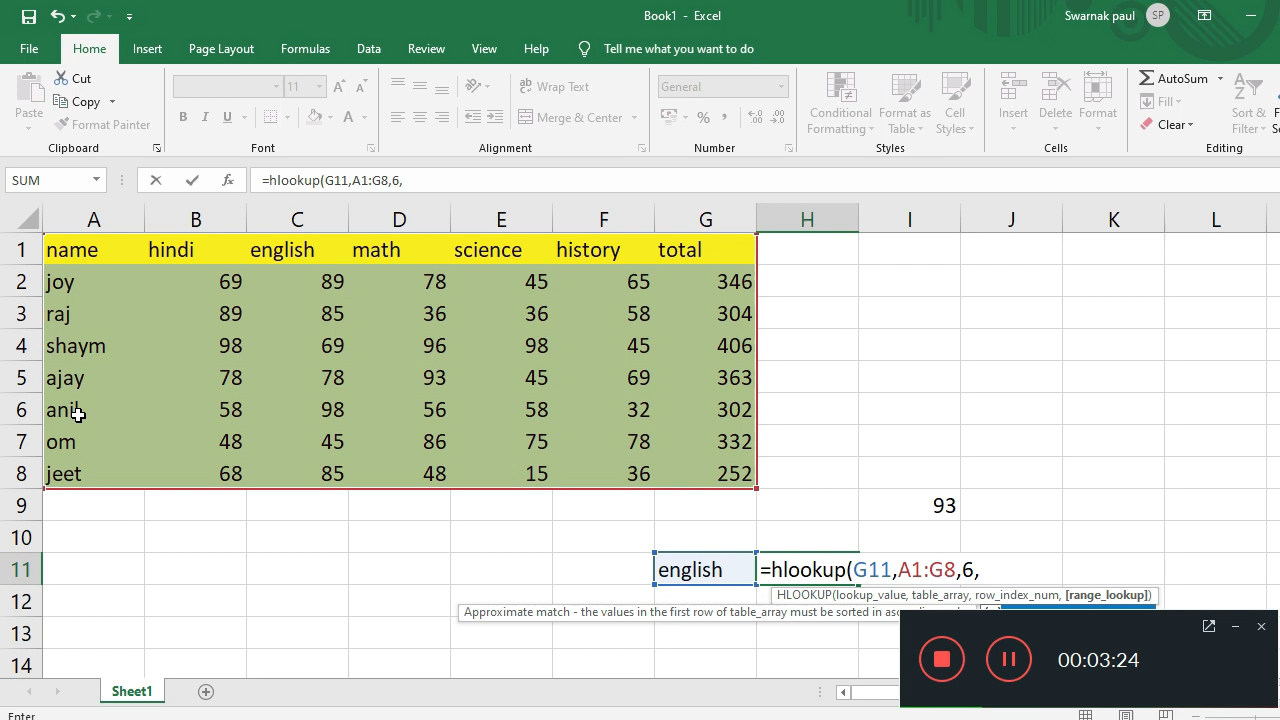 Book1 - Excel
Swarnak paul SP
File Home Insert Page Layout Formulas Data Review View Help Tell me what you want to do
Paste
Cut
Copy
Format Painter
Clipboard
11
B I U
Font
Wrap Text
Merge & Center
Alignment
General
Number
Conditional Formatting
Format as Table
Cell Styles
Styles
Insert Delete Format
Cells
AutoSum
Fill
Clear
Sort & Filter
Editing
SUM fx =hlookup(G11,A1:G8,6,
A B C D E F G H I J K L
1 name hindi english math science history total
2 joy 69 89 78 45 65 346
3 raj 89 85 36 36 58 304
4 shaym 98 69 96 98 45 406
5 ajay 78 78 93 45 69 363
6 anil 58 98 56 58 32 302
7 om 48 45 86 75 78 332
8 jeet 68 85 48 15 36 252
9 93
10
11 english =hlookup(G11,A1:G8,6,
HLOOKUP(lookup_value, table_array, row_index_num, [range_lookup])
12 Approximate match - the values in the first row of table_array must be sorted in
13
14
00:03:24
Sheet1
Enter